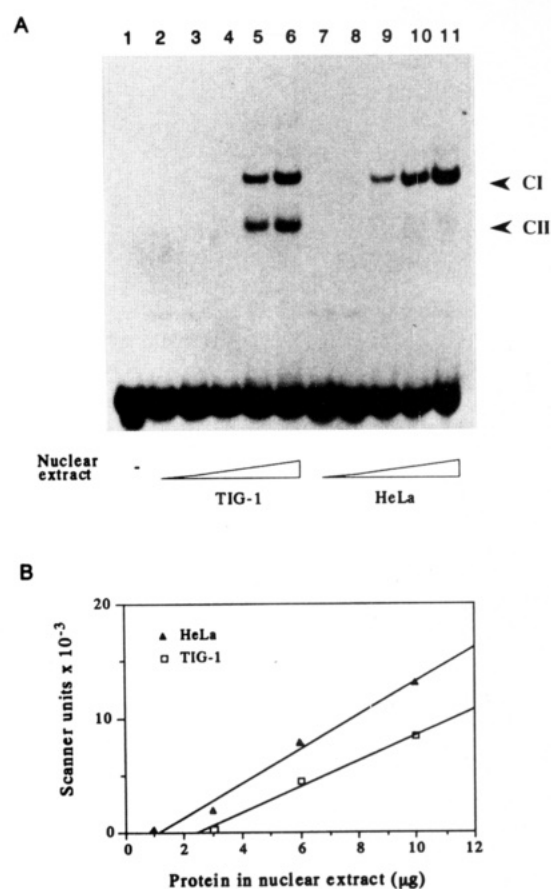 A
1 2 3 4 5 6 7 8 9 10 11
CI
CII
Nuclear
extract
-
TIG-1 HeLa
B
20
HeLa
TIG-1
10
0
0 2 4 6 8 10 12
Scanner units x 10-3
Protein in nuclear extract (µg)